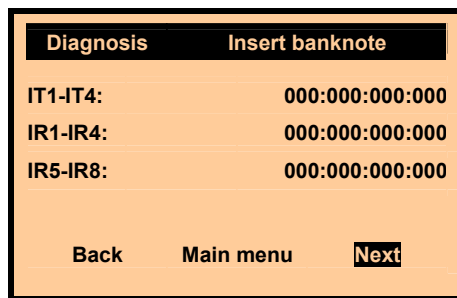 Diagnosis Insert banknote
IT1-IT4: 000:000:000:000
IR1-IR4: 000:000:000:000
IR5-IR8: 000:000:000:000
Back Main menu Next